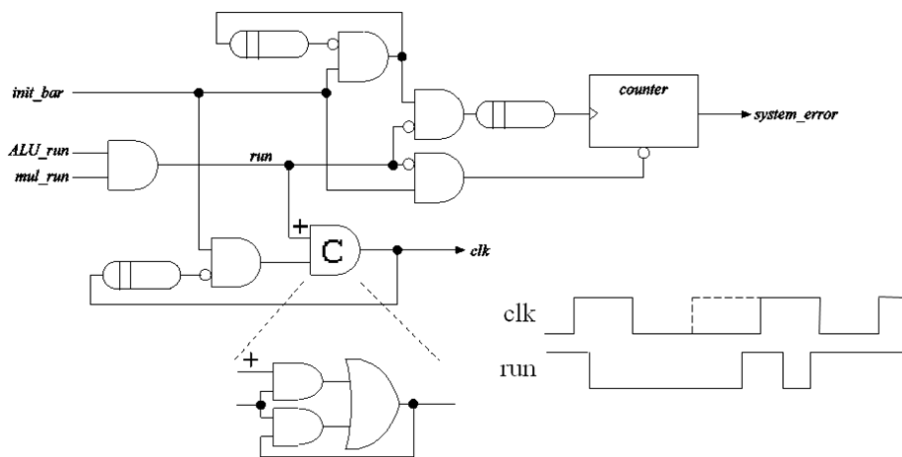 counter
init_bar
system_error
ALU_run
run
mul_run
+
C
clk
clk
+
run